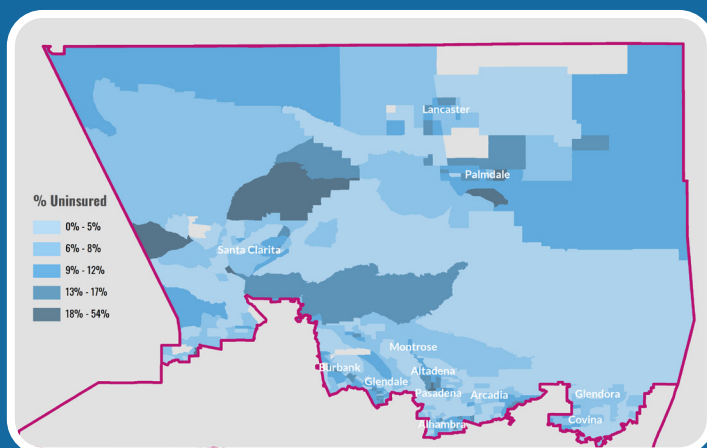 Lancaster
Palmdale
% Uninsured
0% - 5%
6% - 8%
9% - 12%
13% - 17%
18% - 54%
Santa Clarita
Montrose
Burbank
Altadena
Glendale
Pasadena
Arcadia
Glendora
Alhambra
Covina